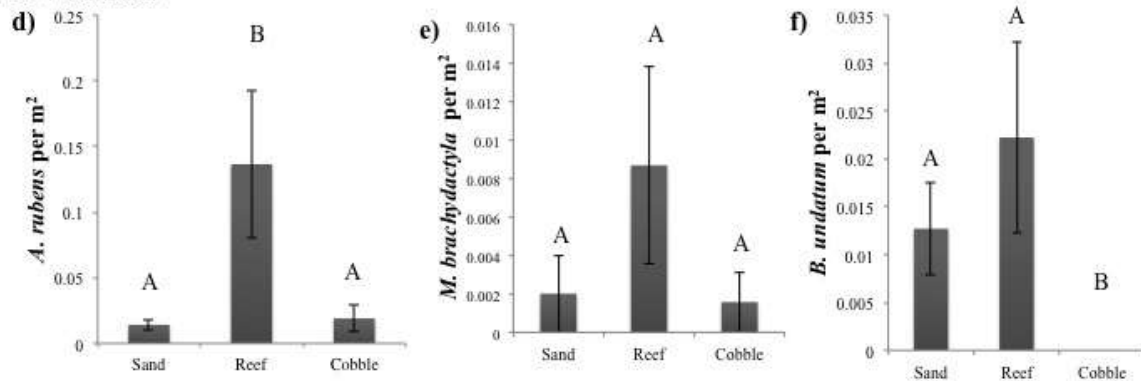 d)
A. rubens per m²
0.25
0.2
0.15
0.1
0.05
0
B
A
A
Sand Reef Cobble
e)
M. brachydactyla per m²
0.016
0.014
0.012
0.01
0.008
0.006
0.004
0.002
0
A
A
A
Sand Reef Cobble
f)
B. undatum per m²
0.035
0.03
0.025
0.02
0.015
0.01
0.005
0
A
A
B
Sand Reef Cobble